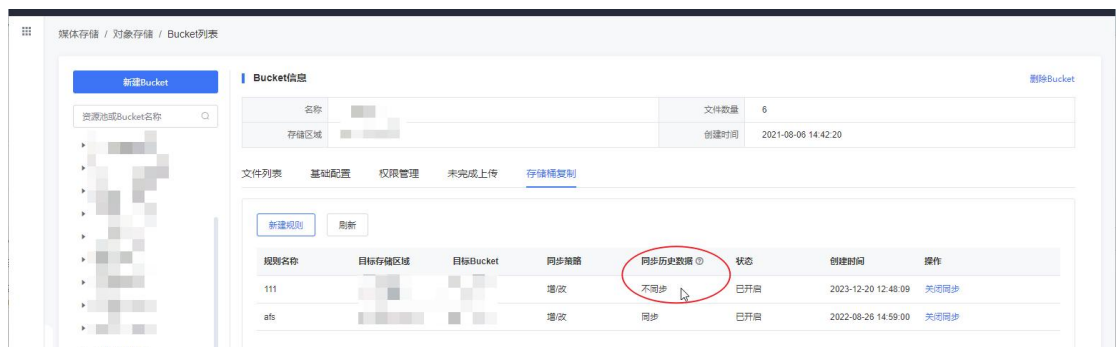 媒体存储 / 对象存储 / Bucket列表
新建Bucket
资源池或Bucket名称
Bucket信息
删除Bucket
名称
文件数量 6
存储区域
创建时间 2021-08-06 14:42:20
文件列表 基础配置 权限管理 未完成上传 存储桶复制
新建规则 刷新
规则名称 目标存储区域 目标Bucket 同步策略 同步历史数据 状态 创建时间 操作
111 增/改 不同步 已开启 2023-12-20 12:48:09 关闭同步
afs 增/改 同步 已开启 2022-08-26 14:59:00 关闭同步